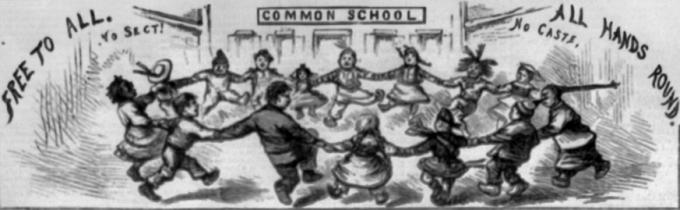 FREE TO ALL.
No SECT!
COMMON SCHOOL
No CASTE,
ALL HANDS ROUND.